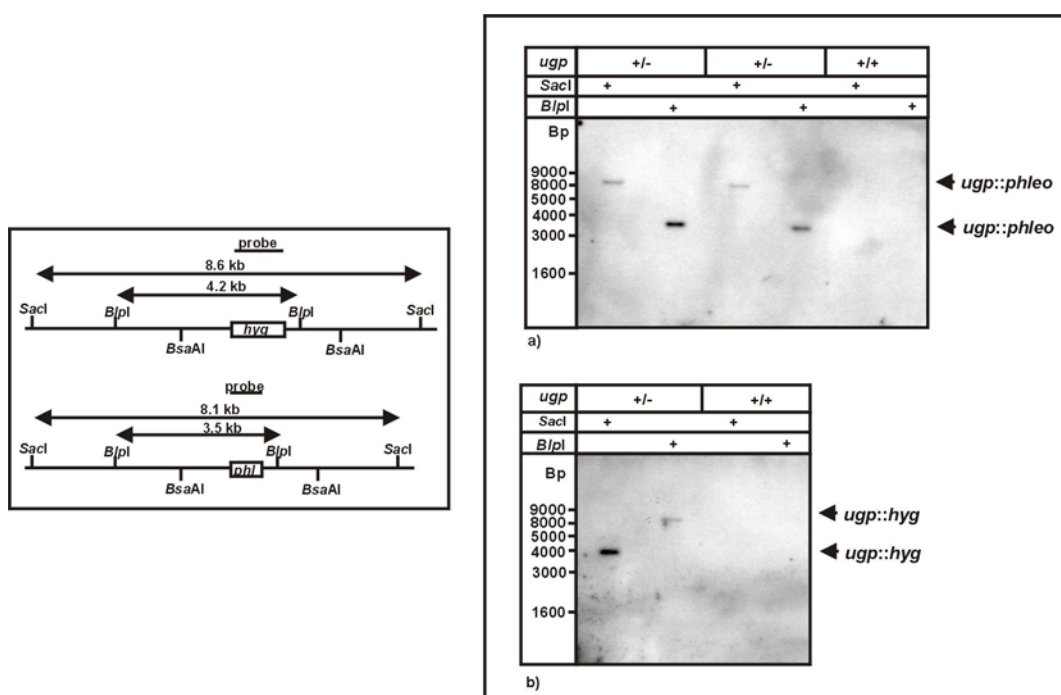 probe
8.6 kb
4.2 kb
SacI BlpI BlpI SacI
hyg
BsaAI BsaAI
probe
8.1 kb
3.5 kb
SacI BlpI BlpI SacI
phl
BsaAI BsaAI
ugp +/- +/- +/+
SacI + + +
BlpI + + +
Bp
9000
8000
5000
4000
3000
1600
ugp::phleo
ugp::phleo
a)
ugp +/- +/+
SacI + +
BlpI + +
Bp
9000
8000
5000
4000
3000
1600
ugp::hyg
ugp::hyg
b)